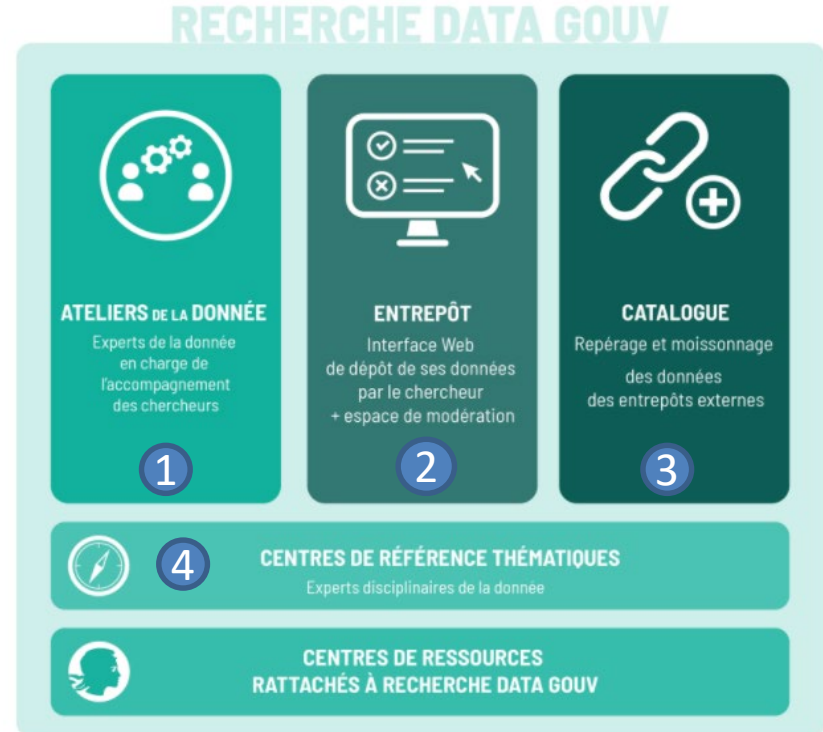 RECHERCHE DATA GOUV
ATELIERS DE LA DONNÉE
Experts de la donnée
en charge de
l'accompagnement
des chercheurs
1
ENTREPÔT
Interface Web
de dépôt de ses données
par le chercheur
+ espace de modération
2
CATALOGUE
Repérage et moissonnage
des données
des entrepôts externes
3
4
CENTRES DE RÉFÉRENCE THÉMATIQUES
Experts disciplinaires de la donnée
CENTRES DE RESSOURCES
RATTACHÉS À RECHERCHE DATA GOUV